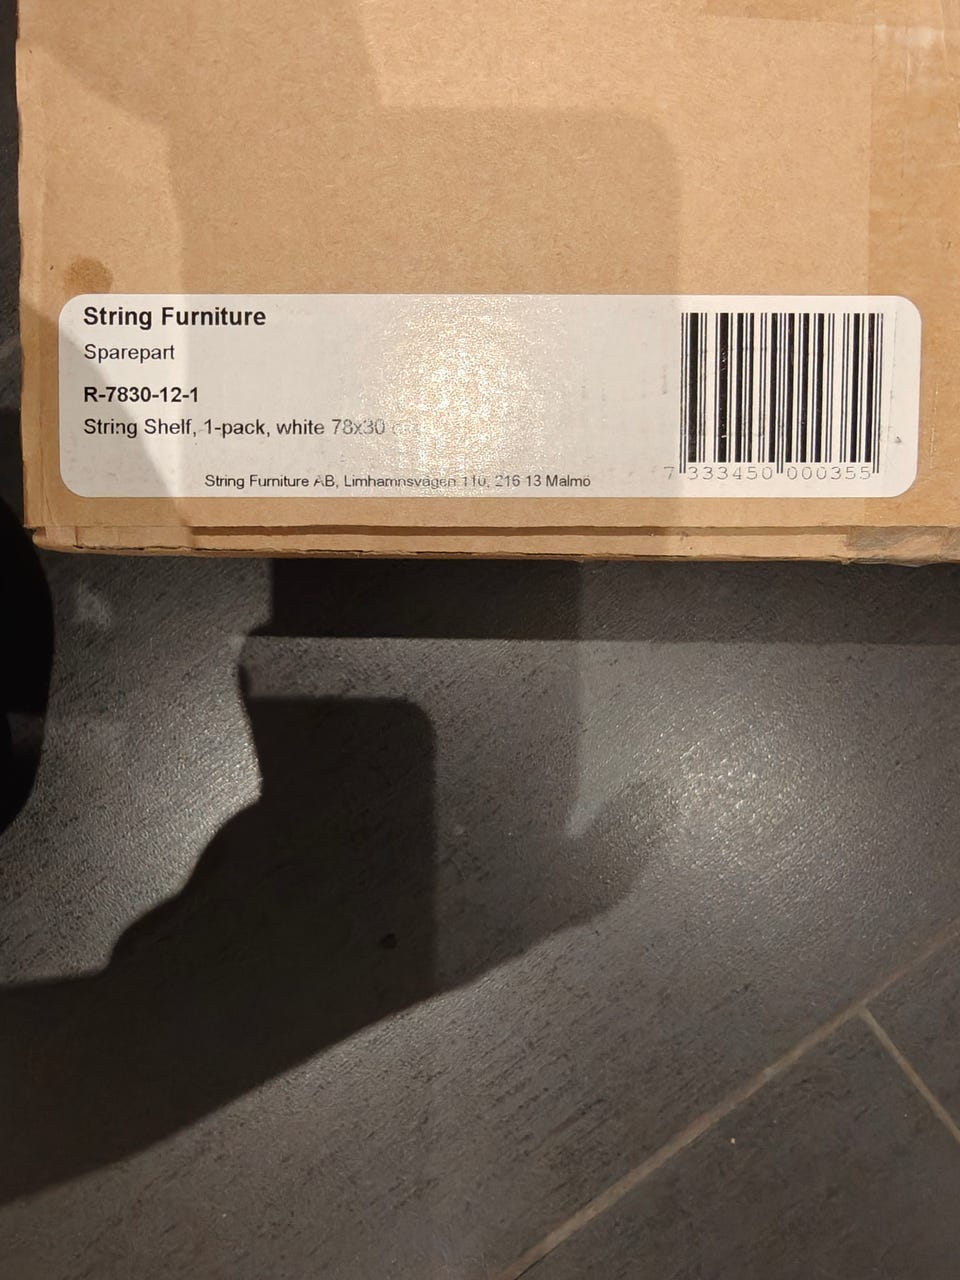 String Furniture
Sparepart
R-7830-12-1
String Shelf, 1-pack, white 78x30
String Furniture AB, Limhamnsvägen 110, 216 13 Malmö
7 333450 000355